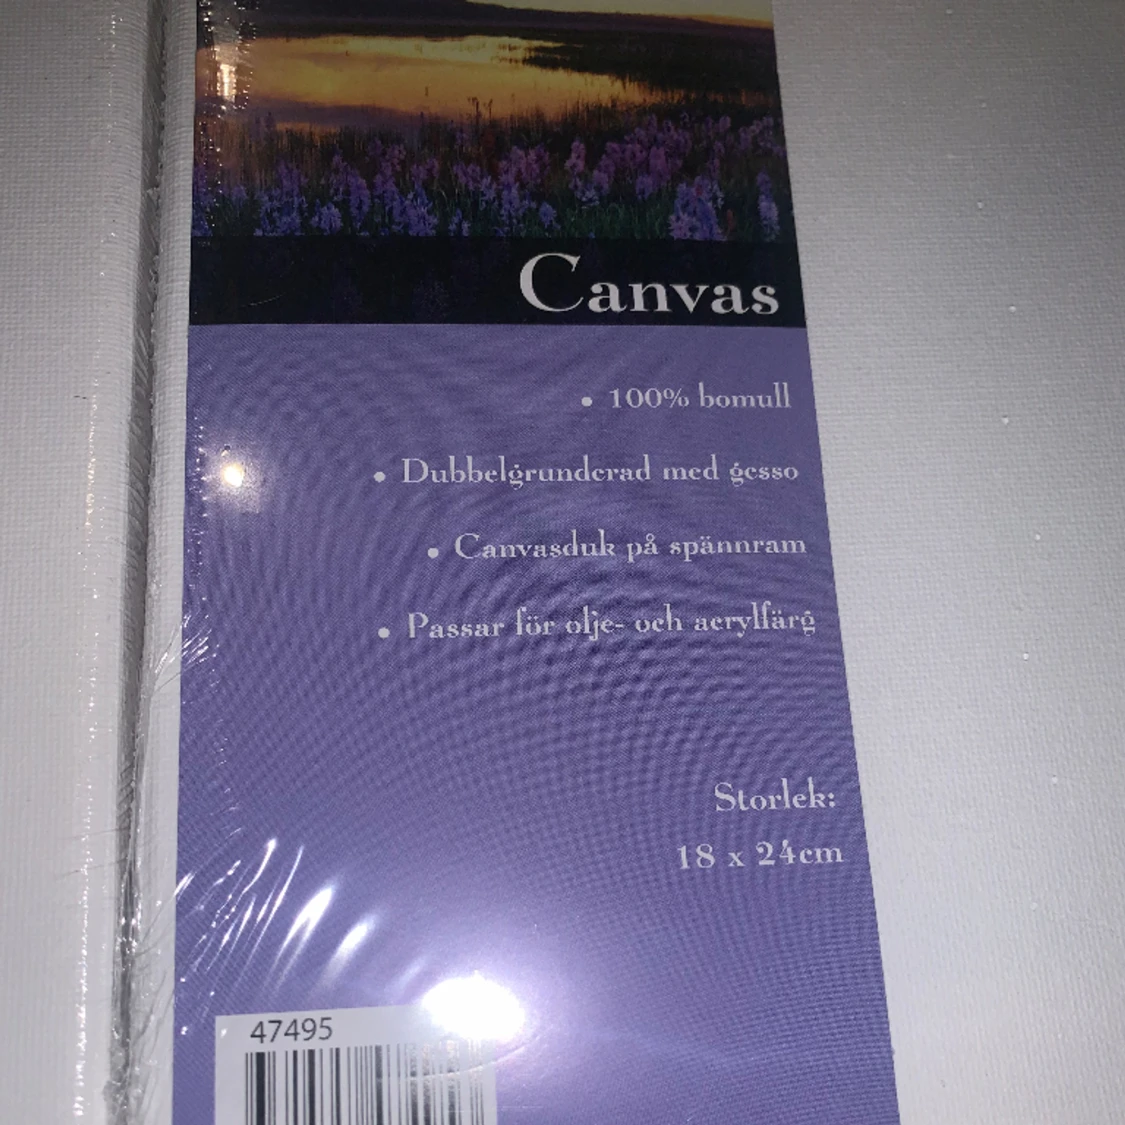 Canvas
• 100% bomull
• Dubbelgrunderad med gesso
• Canvasduk på spännram
• Passar för olje- och acrylfärg
Storlek:
18 x 24cm
47495